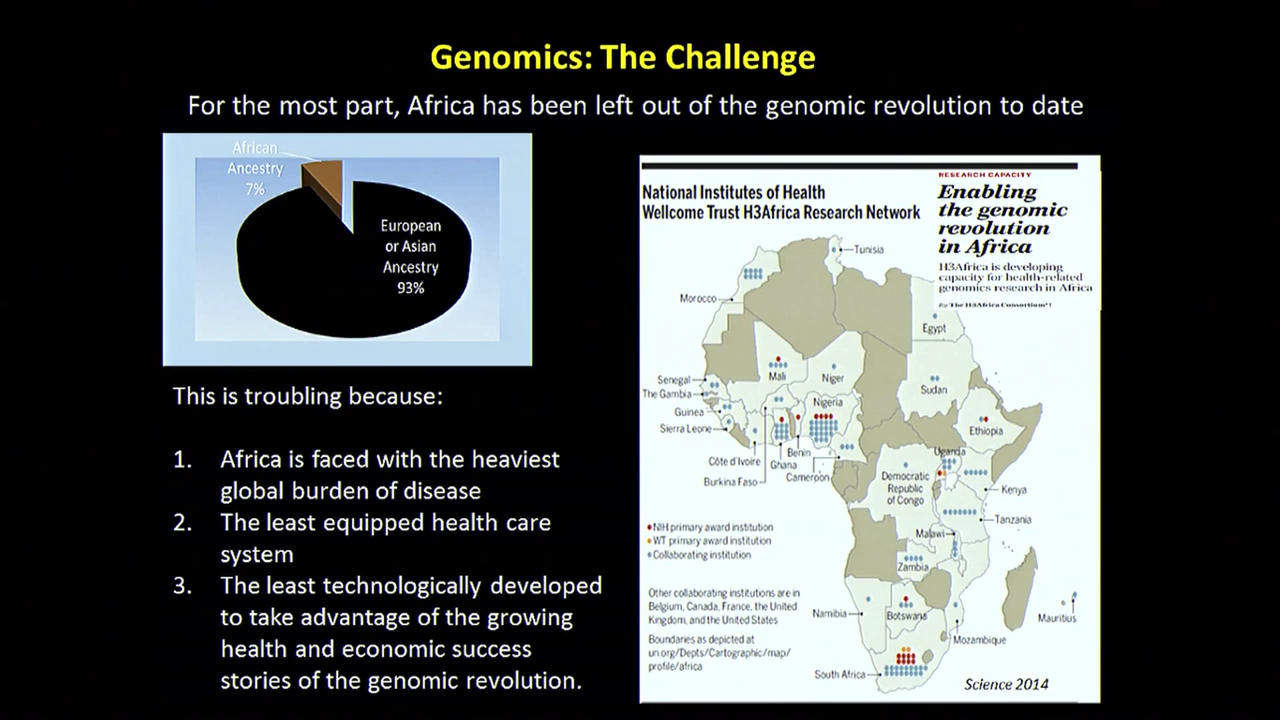 Genomics: The Challenge
For the most part, Africa has been left out of the genomic revolution to date
African
Ancestry
7%
European
or Asian
Ancestry
93%
This is troubling because:
1. Africa is faced with the heaviest
global burden of disease
2. The least equipped health care
system
3. The least technologically developed
to take advantage of the growing
health and economic success
stories of the genomic revolution.
National Institutes of Health
Wellcome Trust H3Africa Research Network
RESEARCH CAPACITY
Enabling
the genomic
revolution
in Africa
H3Africa is developing
capacity for health-related
genomics research in Africa
By The H3Africa Consortium*†
Tunisia
Morocco
Egypt
Mali
Niger
Senegal
The Gambia
Sudan
Nigeria
Guinea
Sierra Leone
Ethiopia
Benin
Uganda
Côte d'Ivoire
Ghana
Burkina Faso
Cameroon
Democratic
Republic
of Congo
Kenya
Tanzania
Malawi
Zambia
Namibia
Botswana
Mauritius
Mozambique
South Africa
NIH primary award institution
WT primary award institution
Collaborating institution
Other collaborating institutions are in
Belgium, Canada, France, the United
Kingdom, and the United States
Boundaries as depicted at
un.org/Depts/Cartographic/map/
profile/africa
Science 2014